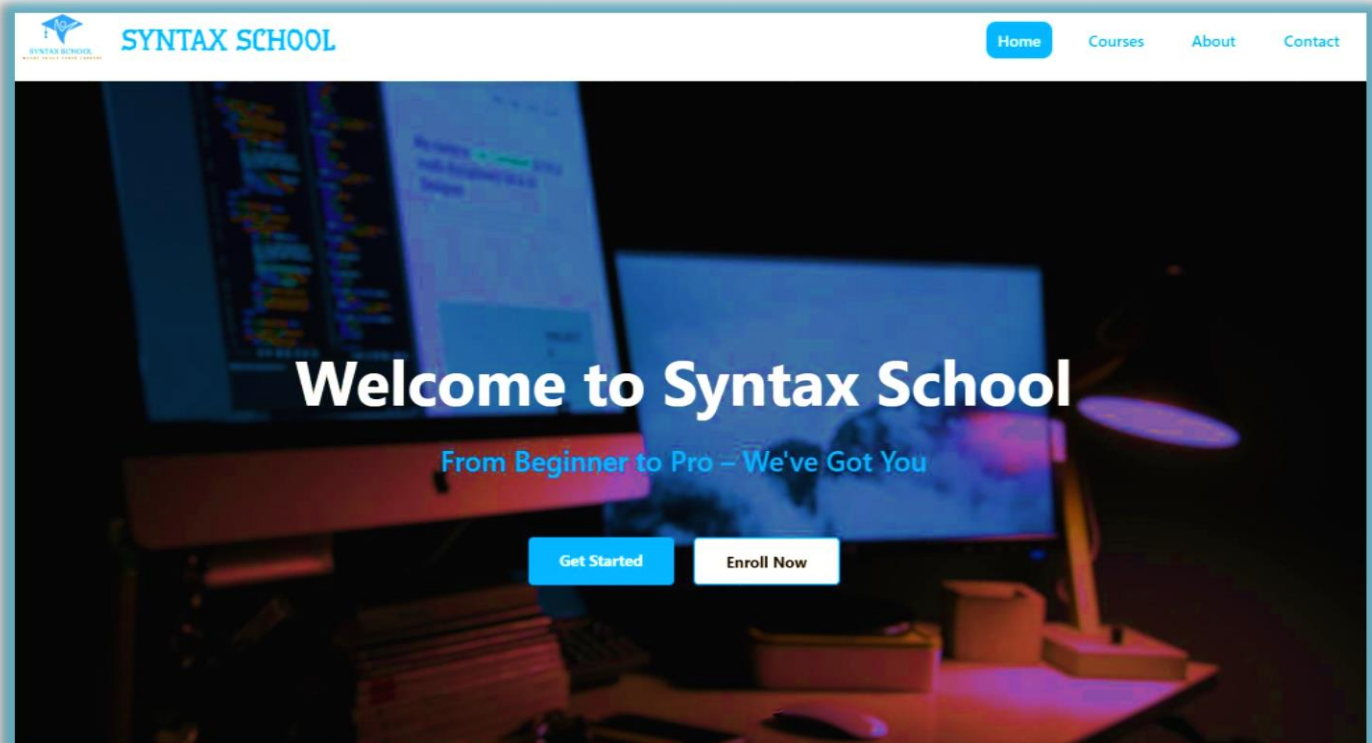 SYNTAX SCHOOL
SYNTAX SCHOOL
Home
Courses
About
Contact
Welcome to Syntax School
From Beginner to Pro – We've Got You
Get Started
Enroll Now